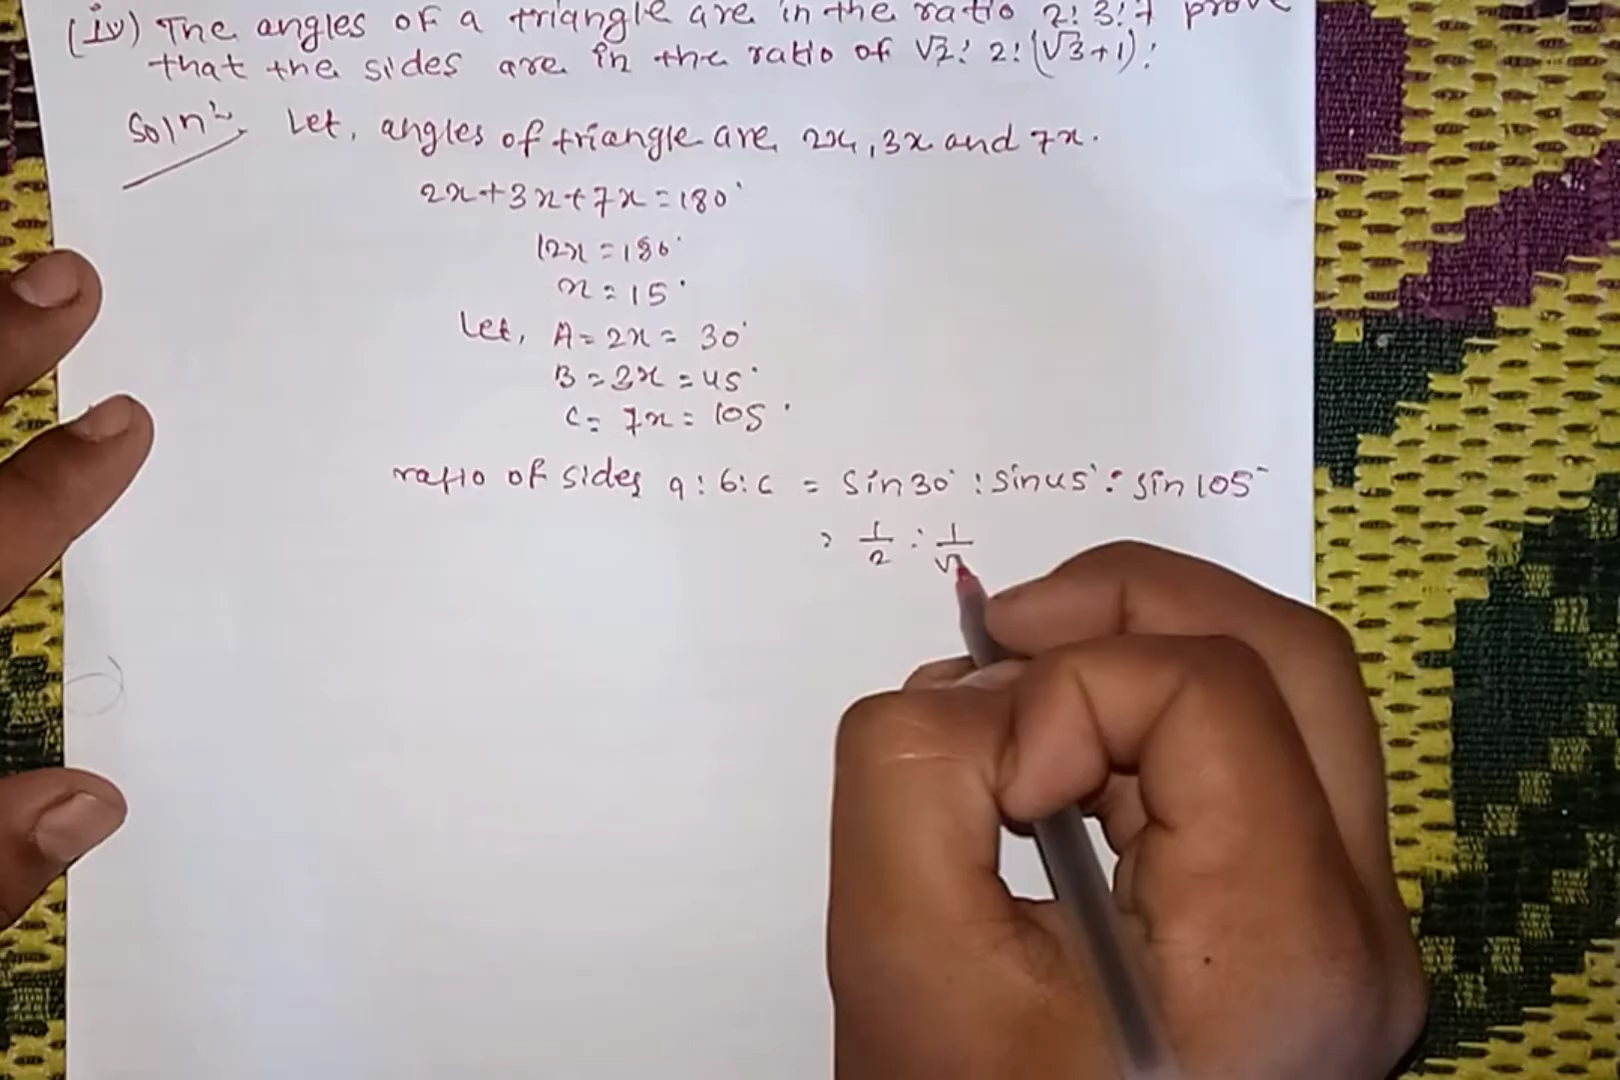 (iv) The angles of a triangle are in the ratio 2:3:7 prove
that the sides are in the ratio of √2: 2:(√3+1):
Soln: Let, angles of triangle are 2x, 3x and 7x.
2x+3x+7x=180°
12x=180°
x=15°
Let, A=2x=30°
B=3x=45°
C=7x=105°
ratio of sides a:b:c = sin30°:sin45°:sin105°
= 1/2 : 1/√2